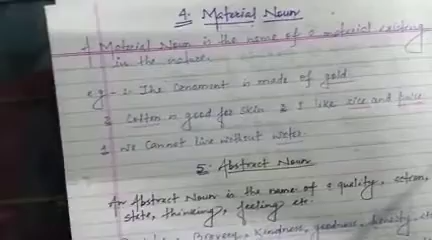 4. Material Noun
A Material Noun is the name of a material existing
in the nature.
e.g - 1. The ornament is made of gold.
2 Cotton is good for skin 3 I like rice and
4 We cannot live without water.
5. Abstract Noun
An Abstract Noun is the name of a quality, action,
state, thinking, feeling etc.
Bravery, Kindness, goodness, honesty, etc